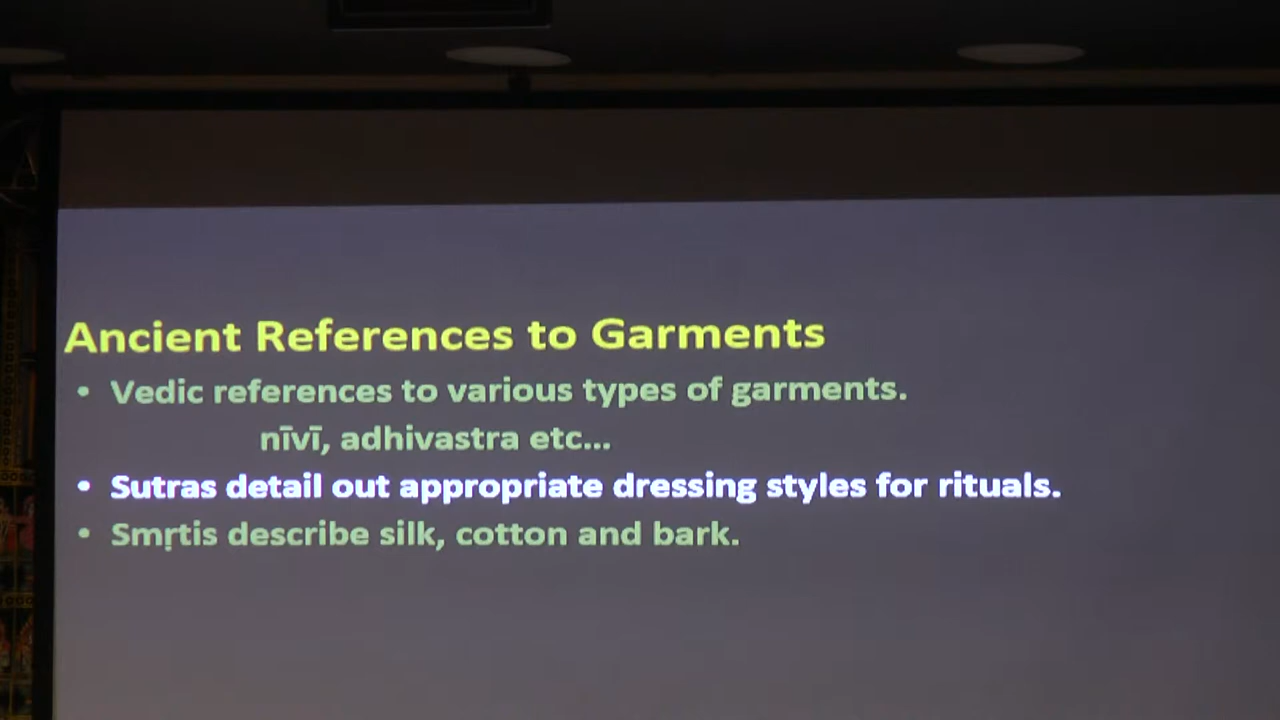 Ancient References to Garments
• Vedic references to various types of garments.
nīvī, adhivastra etc...
• Sutras detail out appropriate dressing styles for rituals.
• Smṛtis describe silk, cotton and bark.